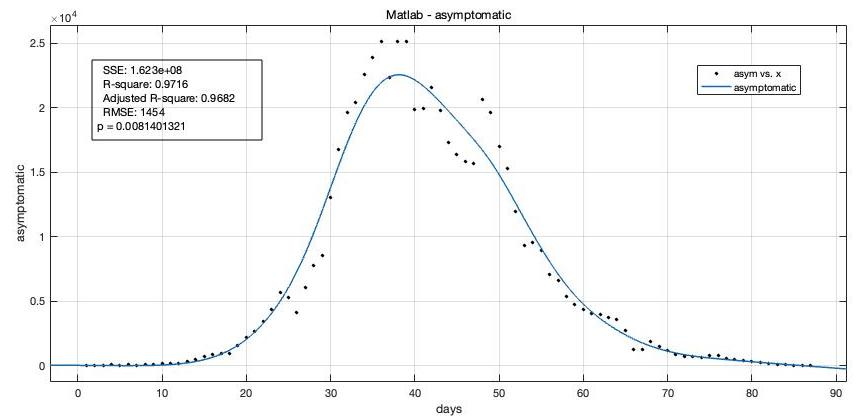 Matlab - asymptomatic
×10⁴
2.5
2
1.5
1
0.5
0
asymptomatic
SSE: 1.623e+08
R-square: 0.9716
Adjusted R-square: 0.9682
RMSE: 1454
p = 0.0081401321
asym vs. x
asymptomatic
0 10 20 30 40 50 60 70 80 90
days